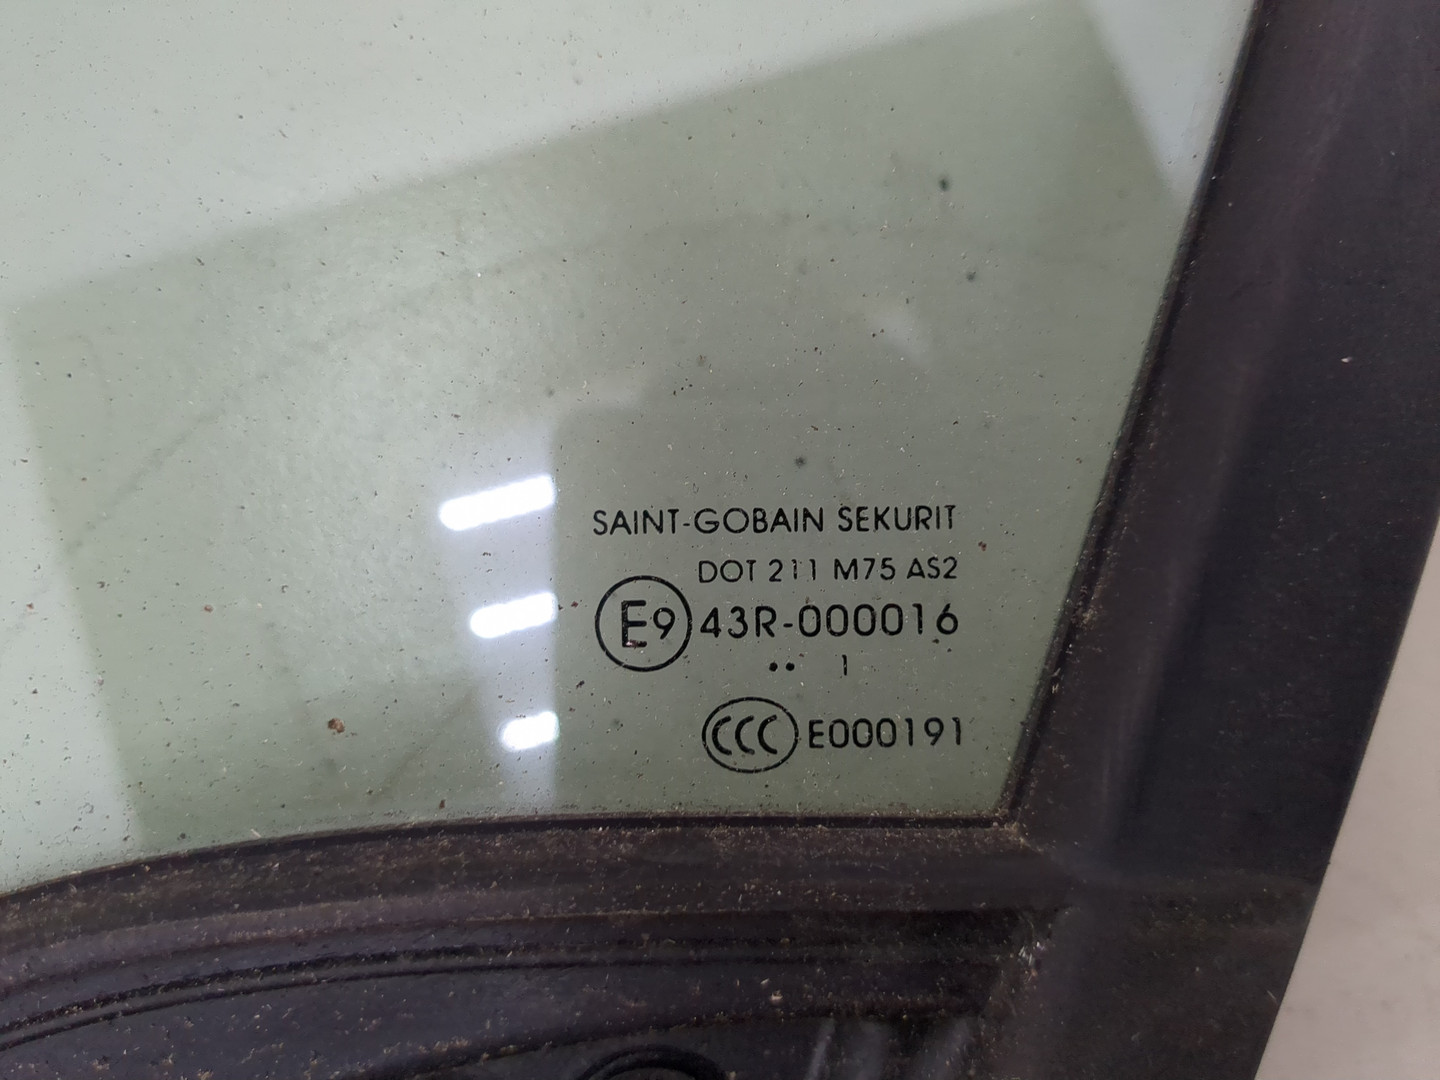 SAINT-GOBAIN SEKURIT
DOT 211 M75 AS2
E9 43R-000016
•• 1
CCC E000191